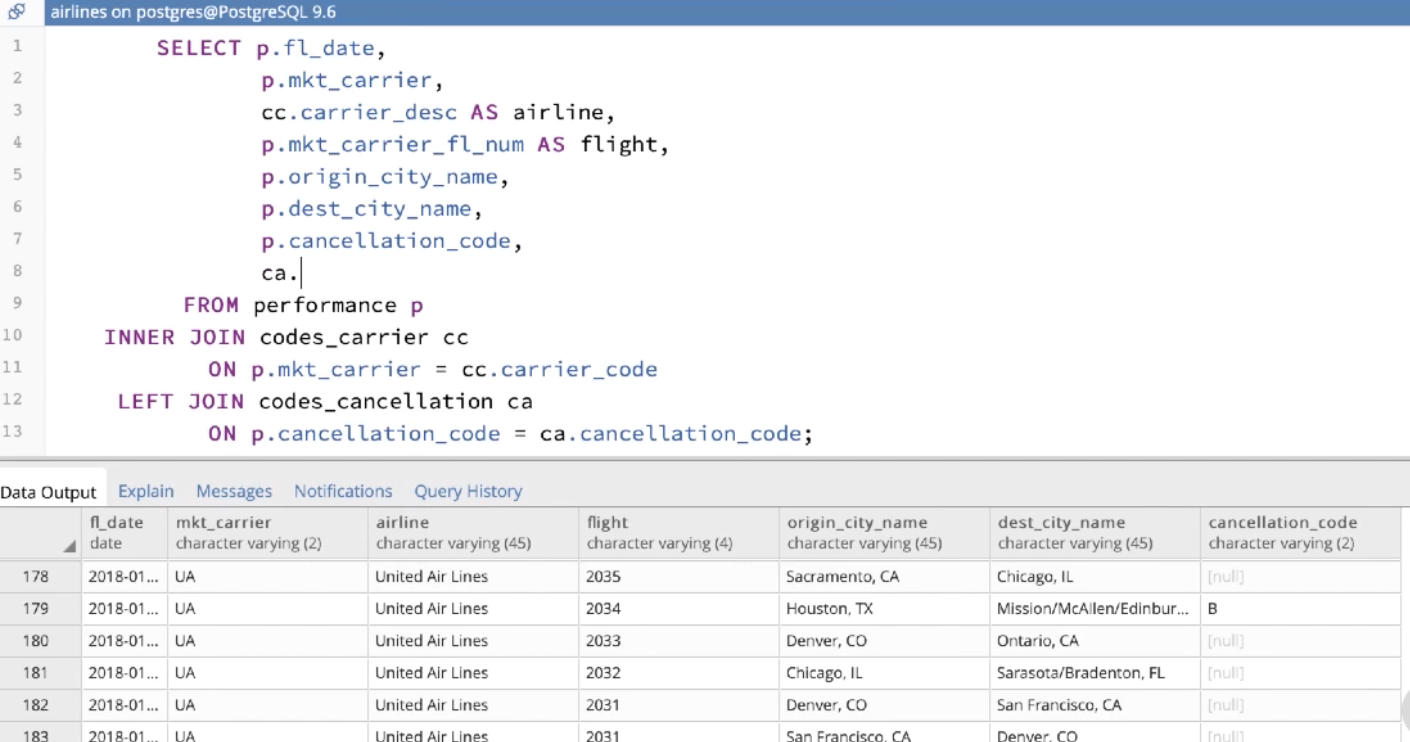 airlines on postgres@PostgreSQL 9.6
1 SELECT p.fl_date,
2 p.mkt_carrier,
3 cc.carrier_desc AS airline,
4 p.mkt_carrier_fl_num AS flight,
5 p.origin_city_name,
6 p.dest_city_name,
7 p.cancellation_code,
8 ca.
9 FROM performance p
10 INNER JOIN codes_carrier cc
11 ON p.mkt_carrier = cc.carrier_code
12 LEFT JOIN codes_cancellation ca
13 ON p.cancellation_code = ca.cancellation_code;
Data Output Explain Messages Notifications Query History
fl_date mkt_carrier airline flight origin_city_name dest_city_name cancellation_code
date character varying (2) character varying (45) character varying (4) character varying (45) character varying (45) character varying (2)
178 2018-01... UA United Air Lines 2035 Sacramento, CA Chicago, IL [null]
179 2018-01... UA United Air Lines 2034 Houston, TX Mission/McAllen/Edinbur... B
180 2018-01... UA United Air Lines 2033 Denver, CO Ontario, CA [null]
181 2018-01... UA United Air Lines 2032 Chicago, IL Sarasota/Bradenton, FL [null]
182 2018-01... UA United Air Lines 2031 Denver, CO San Francisco, CA [null]
183 2018-01... UA United Air Lines 2031 San Francisco, CA Denver, CO [null]